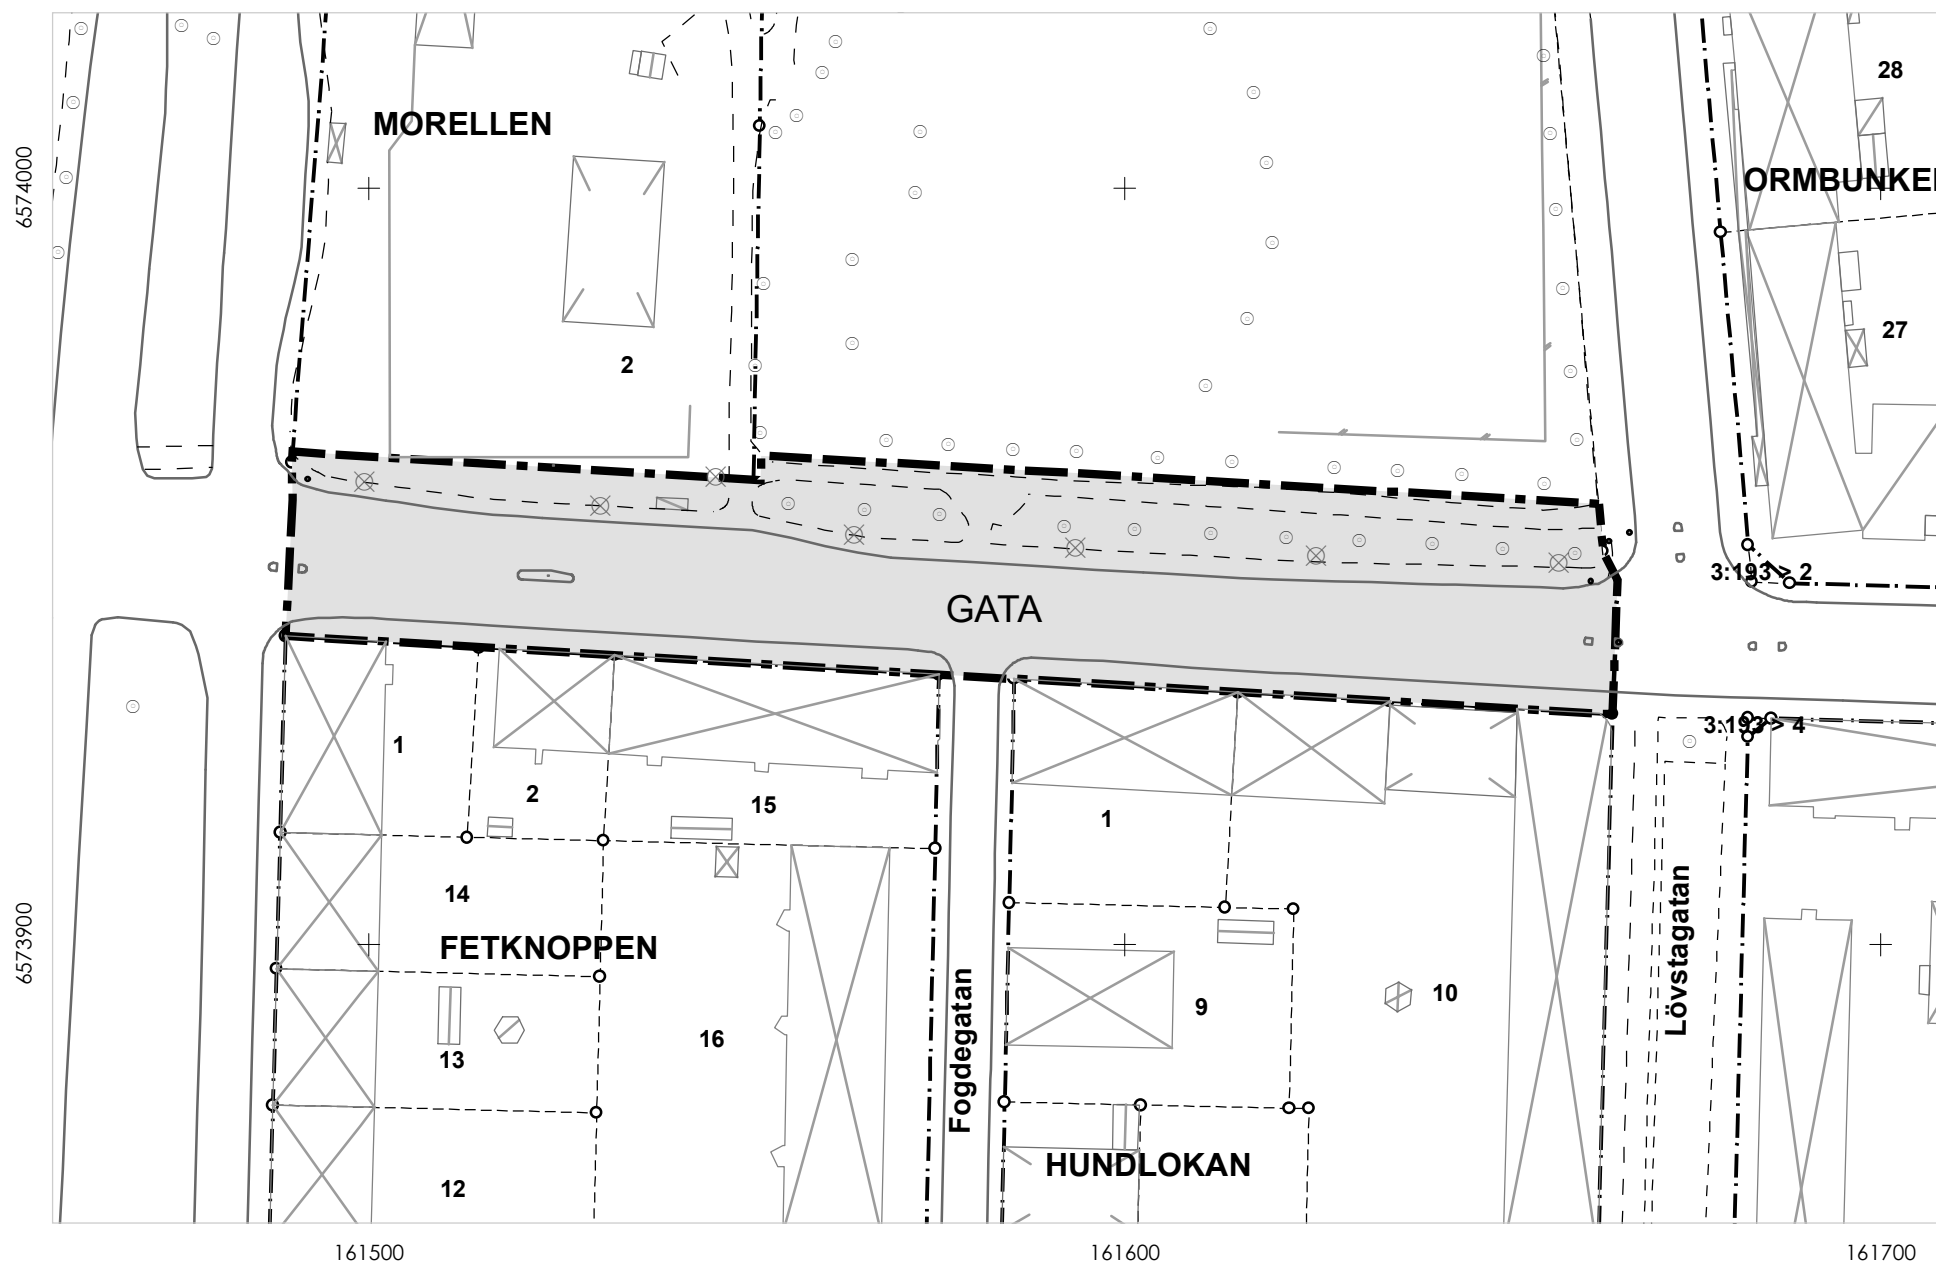 28
MORELLEN
6574000
ORMBUNKE
27
2
3:193 > 2
GATA
3:193 > 4
1
2
15
1
14
Lövstagatan
6573900
FETKNOPPEN
10
9
Fogdegatan
16
13
HUNDLOKAN
12
161500
161600
161700